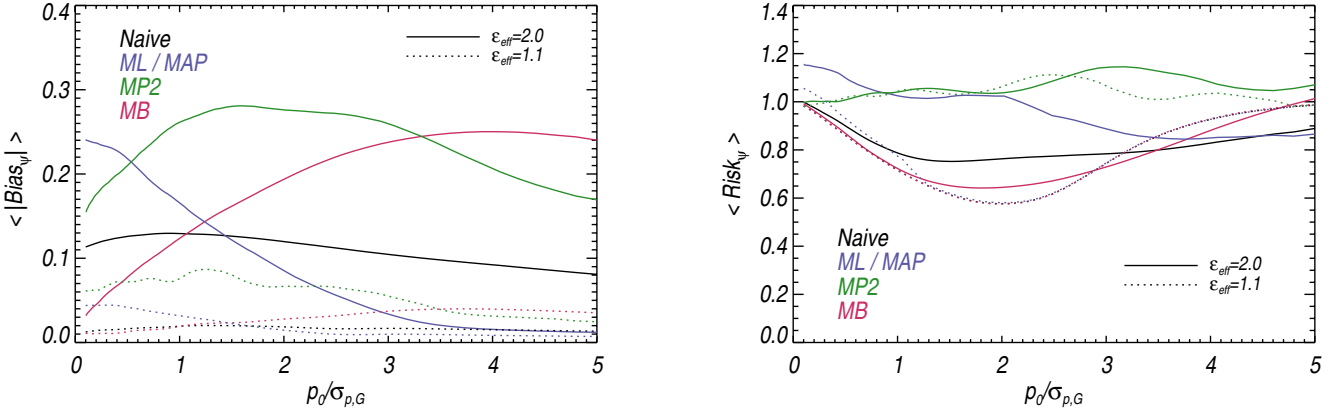 0.4
0.3
0.2
0.1
0.0
< |Bias_ψ| >
Naive
ML / MAP
MP2
MB
ε_eff=2.0
ε_eff=1.1
0 1 2 3 4 5
p_0/σ_p,G
1.4
1.2
1.0
0.8
0.6
0.4
0.2
0.0
< Risk_ψ >
Naive
ML / MAP
MP2
MB
ε_eff=2.0
ε_eff=1.1
0 1 2 3 4 5
p_0/σ_p,G